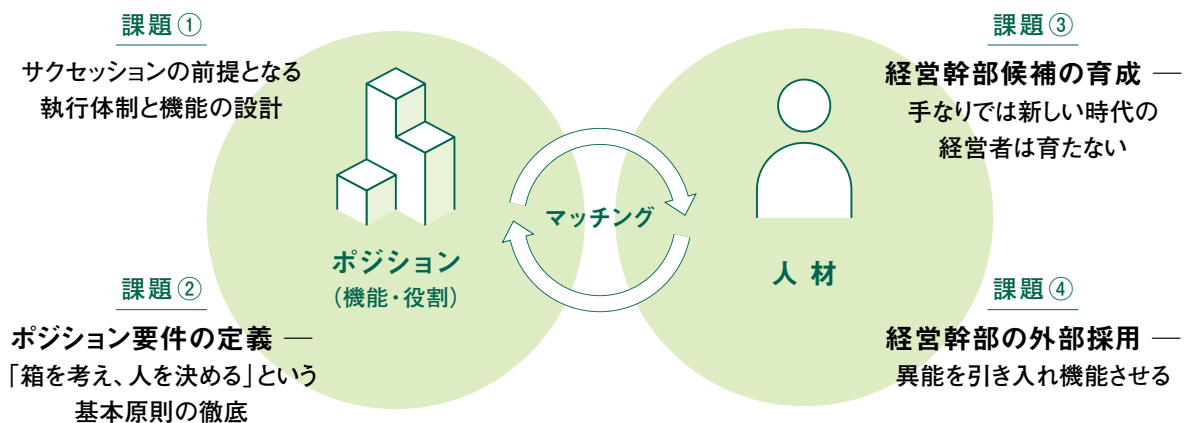 課題①
サクセッションの前提となる
執行体制と機能の設計
課題②
ポジション要件の定義 —
「箱を考え、人を決める」という
基本原則の徹底
ポジション
（機能・役割）
マッチング
人材
課題③
経営幹部候補の育成 —
手なりでは新しい時代の
経営者は育たない
課題④
経営幹部の外部採用 —
異能を引き入れ機能させる